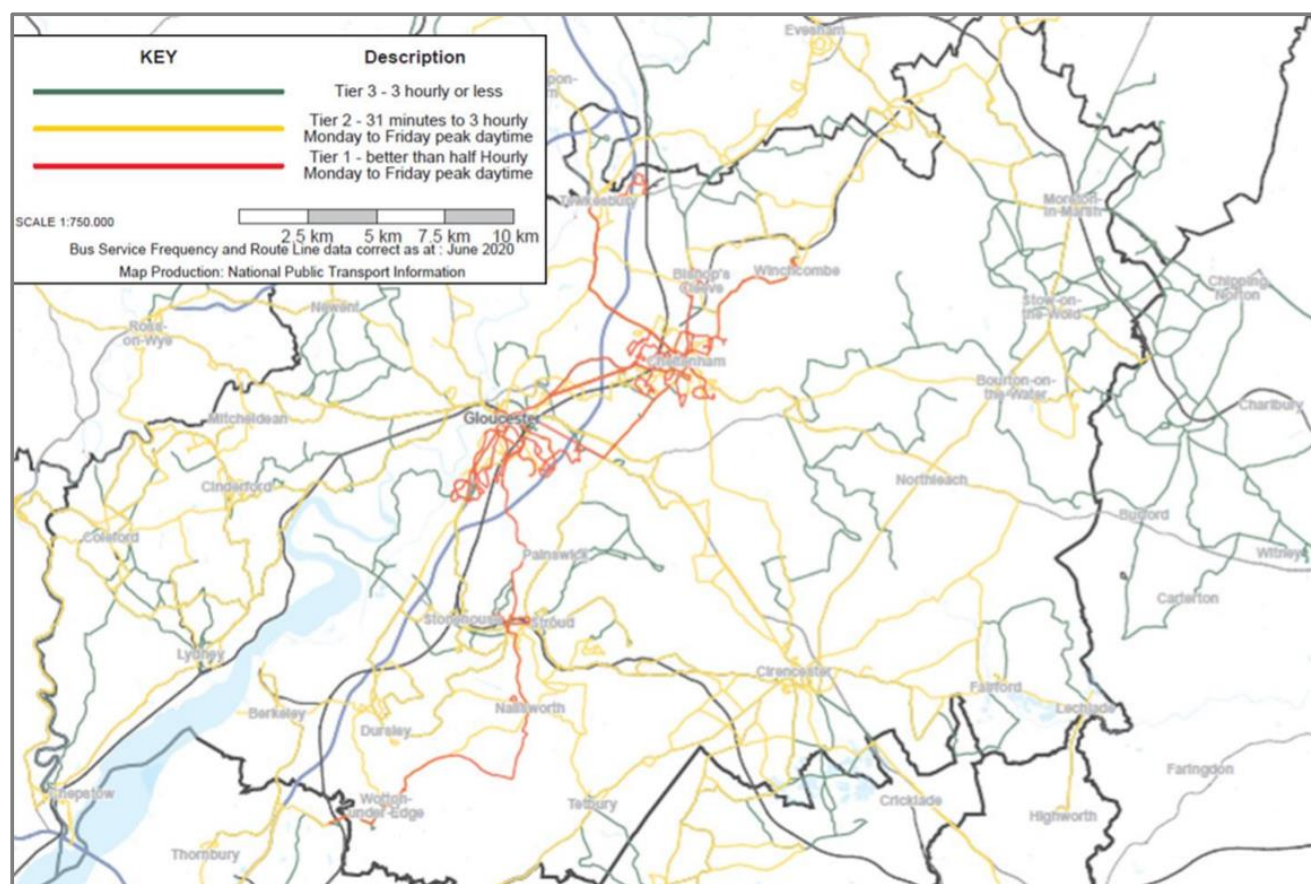 KEY
Description
Tier 3 - 3 hourly or less
Tier 2 - 31 minutes to 3 hourly
Monday to Friday peak daytime
Tier 1 - better than half Hourly
Monday to Friday peak daytime
SCALE 1:750.000
2.5 km 5 km 7.5 km 10 km
Bus Service Frequency and Route Line data correct as at : June 2020
Map Production: National Public Transport Information
Evesham
Tewkesbury
Moreton-
in-Marsh
Bishop's
Cleeve
Winchcombe
Chipping
Norton
Newent
Stow-on-
the-Wold
Ross-
on-Wye
Cheltenham
Bourton-on-
the-Water
Charlbury
Mitcheldean
Gloucester
Northleach
Cinderford
Burford
Coleford
Painswick
Witney
Carterton
Stonehouse
Stroud
Lydney
Cirencester
Fairford
Lechlade
Berkeley
Nailsworth
Dursley
Faringdon
Chepstow
Wotton-
under-Edge
Tetbury
Cricklade
Highworth
Thornbury